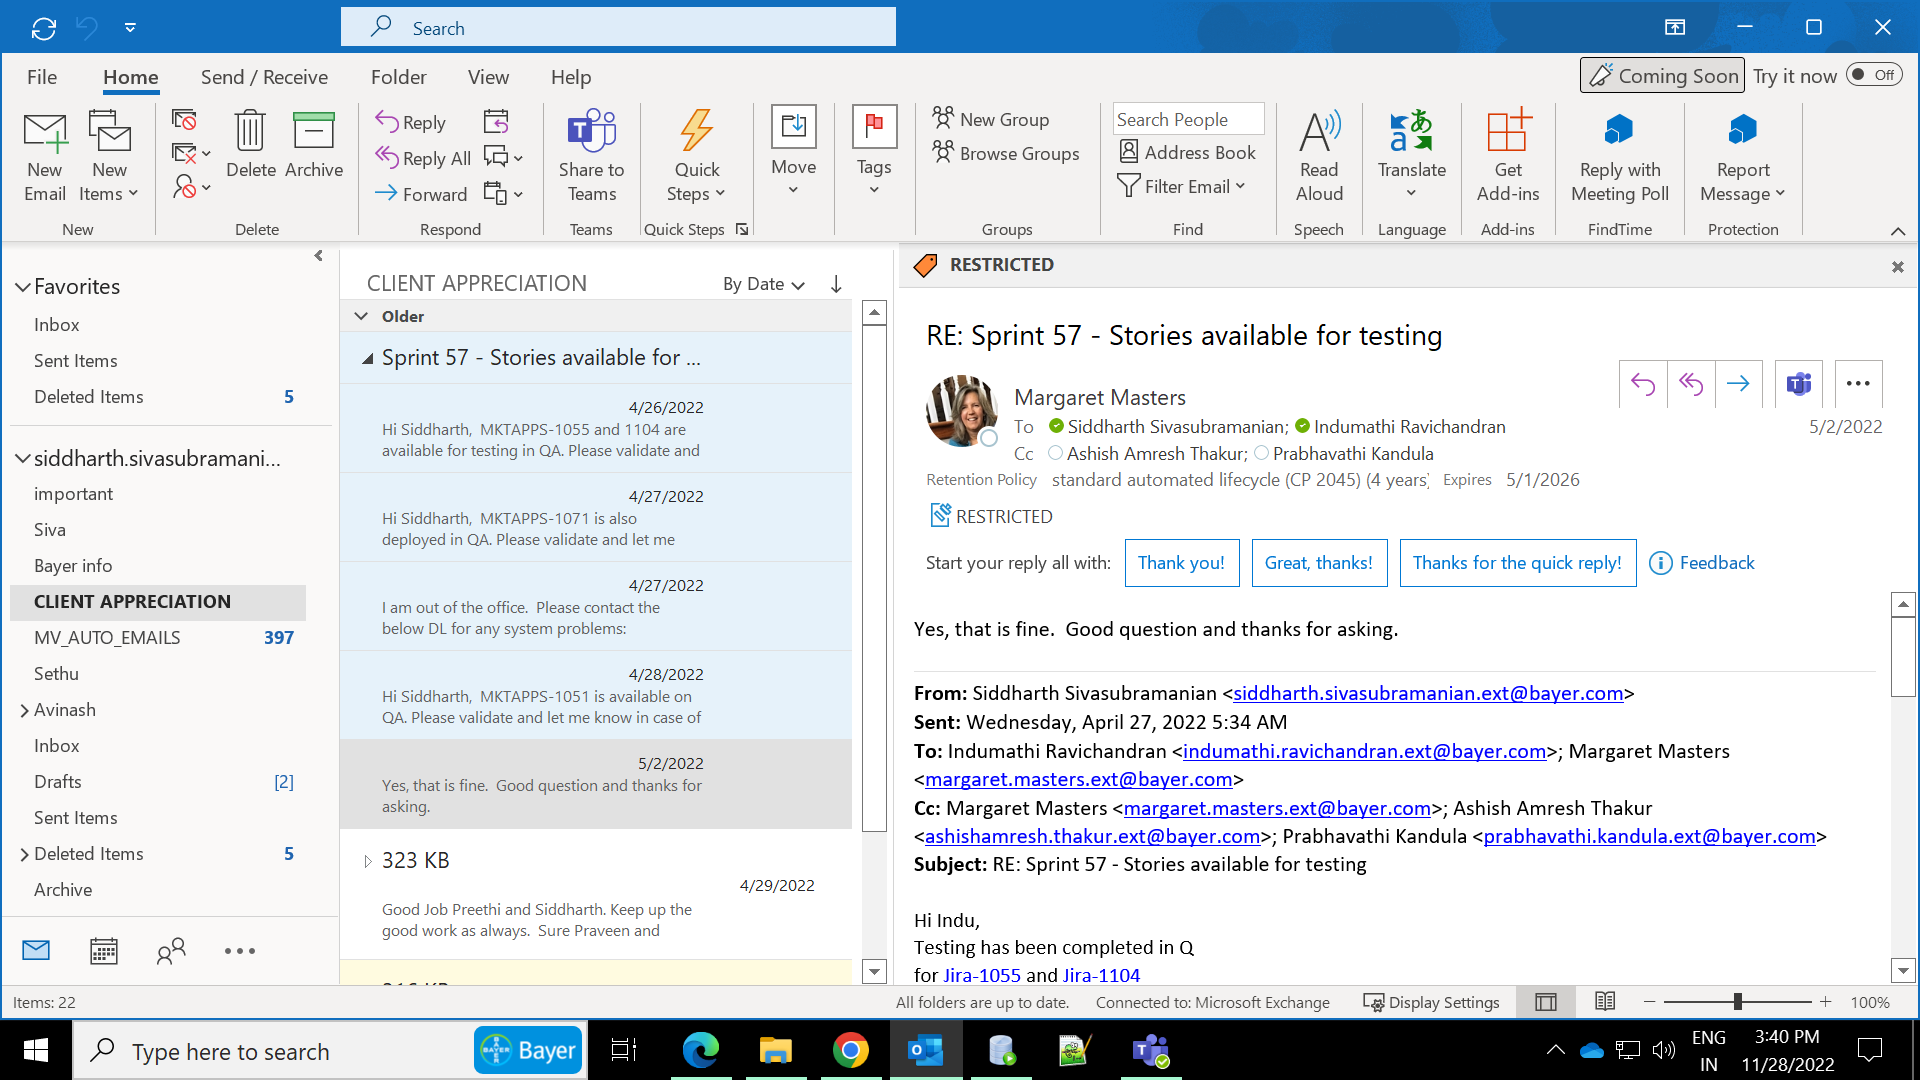 Search
File Home Send / Receive Folder View Help
Coming Soon Try it now Off
New Email
New Items
Delete
Archive
Reply
Reply All
Forward
Share to Teams
Quick Steps
Move
Tags
New Group
Browse Groups
Search People
Address Book
Filter Email
Read Aloud
Translate
Get Add-ins
Reply with Meeting Poll
Report Message
New Delete Respond Teams Quick Steps Groups Find Speech Language Add-ins FindTime Protection
Favorites
Inbox
Sent Items
Deleted Items 5
siddharth.sivasubramani...
important
Siva
Bayer info
CLIENT APPRECIATION
MV_AUTO_EMAILS 397
Sethu
Avinash
Inbox
Drafts [2]
Sent Items
Deleted Items 5
Archive
CLIENT APPRECIATION By Date
Older
Sprint 57 - Stories available for ...
4/26/2022
Hi Siddharth, MKTAPPS-1055 and 1104 are
available for testing in QA. Please validate and
4/27/2022
Hi Siddharth, MKTAPPS-1071 is also
deployed in QA. Please validate and let me
4/27/2022
I am out of the office. Please contact the
below DL for any system problems:
4/28/2022
Hi Siddharth, MKTAPPS-1051 is available on
QA. Please validate and let me know in case of
5/2/2022
Yes, that is fine. Good question and thanks for
asking.
323 KB
4/29/2022
Good Job Preethi and Siddharth. Keep up the
good work as always. Sure Praveen and
RESTRICTED
RE: Sprint 57 - Stories available for testing
Margaret Masters
To Siddharth Sivasubramanian; Indumathi Ravichandran 5/2/2022
Cc Ashish Amresh Thakur; Prabhavathi Kandula
Retention Policy standard automated lifecycle (CP 2045) (4 years) Expires 5/1/2026
RESTRICTED
Start your reply all with: Thank you! Great, thanks! Thanks for the quick reply! Feedback
Yes, that is fine. Good question and thanks for asking.
From: Siddharth Sivasubramanian <siddharth.sivasubramanian.ext@bayer.com>
Sent: Wednesday, April 27, 2022 5:34 AM
To: Indumathi Ravichandran <indumathi.ravichandran.ext@bayer.com>; Margaret Masters
<margaret.masters.ext@bayer.com>
Cc: Margaret Masters <margaret.masters.ext@bayer.com>; Ashish Amresh Thakur
<ashishamresh.thakur.ext@bayer.com>; Prabhavathi Kandula <prabhavathi.kandula.ext@bayer.com>
Subject: RE: Sprint 57 - Stories available for testing
Hi Indu,
Testing has been completed in Q
for Jira-1055 and Jira-1104
Items: 22 All folders are up to date. Connected to: Microsoft Exchange Display Settings 100%
Type here to search Bayer
ENG
IN
3:40 PM
11/28/2022